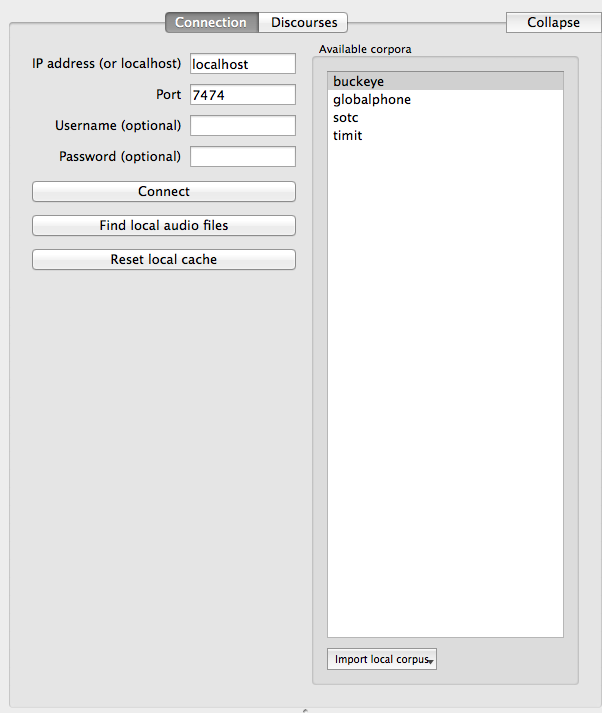 Connection Discourses Collapse
IP address (or localhost) localhost
Port 7474
Username (optional)
Password (optional)
Connect
Find local audio files
Reset local cache
Available corpora
buckeye
globalphone
sotc
timit
Import local corpus